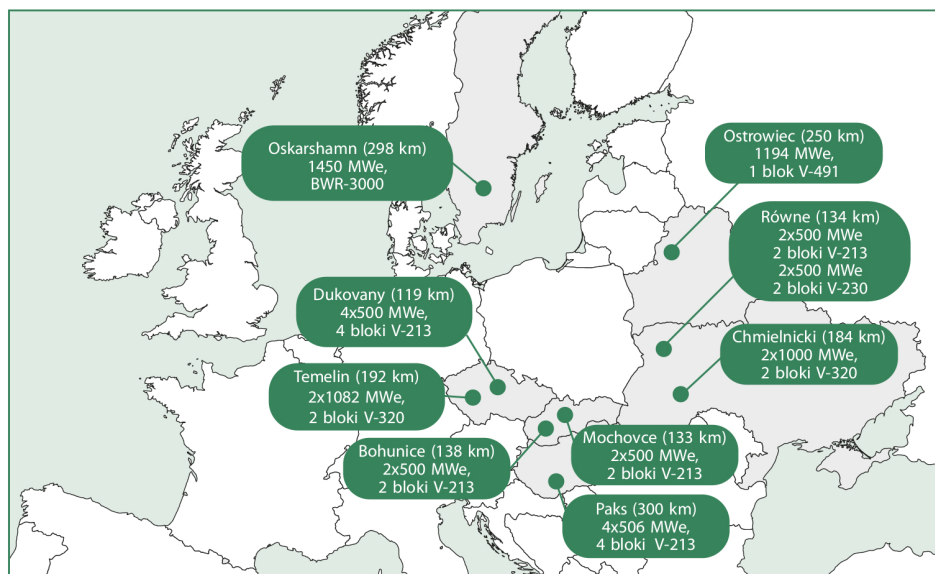 Oskarshamn (298 km)
1450 MWe,
BWR-3000
Ostrowiec (250 km)
1194 MWe,
1 blok V-491
Równe (134 km)
2x500 MWe
2 bloki V-213
2x500 MWe
2 bloki V-230
Dukovany (119 km)
4x500 MWe,
4 bloki V-213
Chmielnicki (184 km)
2x1000 MWe,
2 bloki V-320
Temelin (192 km)
2x1082 MWe,
2 bloki V-320
Bohunice (138 km)
2x500 MWe,
2 bloki V-213
Mochovce (133 km)
2x500 MWe,
2 bloki V-213
Paks (300 km)
4x506 MWe,
4 bloki V-213